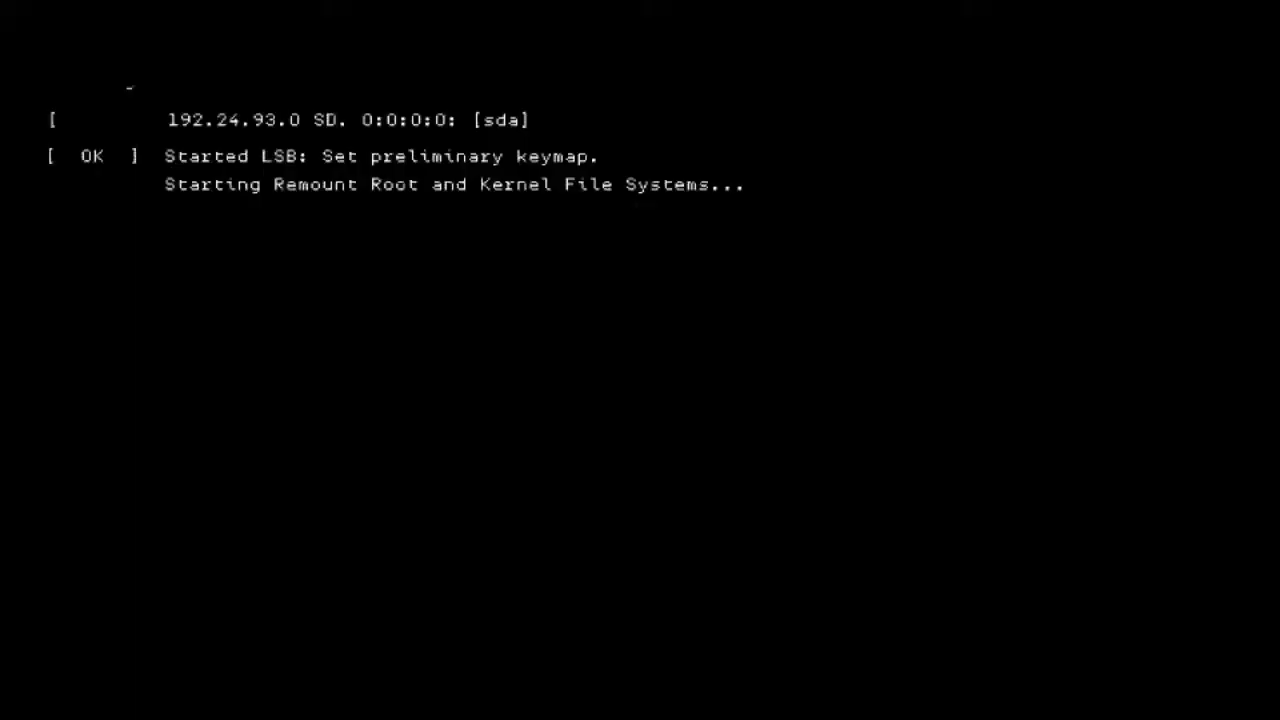 -
[ 192.24.93.0 SD. 0:0:0:0: [sda]
[ OK ] Started LSB: Set preliminary keymap.
Starting Remount Root and Kernel File Systems...